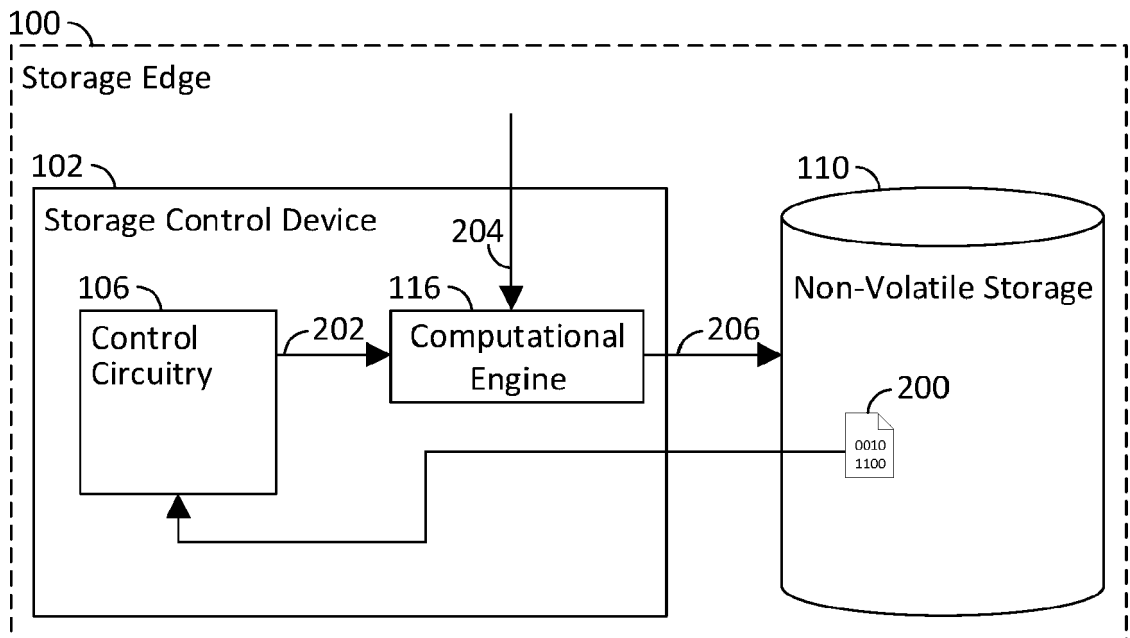 100
Storage Edge
102
110
Storage Control Device
204
106
116
Non-Volatile Storage
Control
Circuitry
202
Computational
Engine
206
200
0010
1100